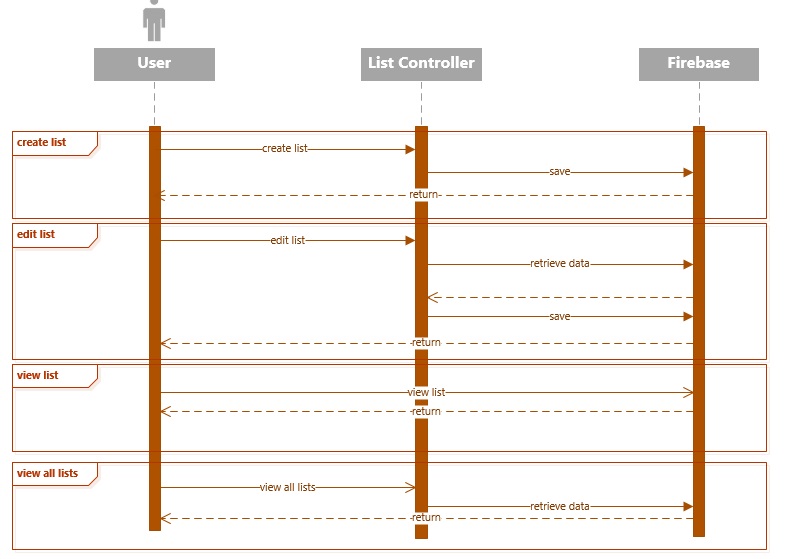 User
List Controller
Firebase
create list
create list
save
return
edit list
edit list
retrieve data
save
return
view list
view list
return
view all lists
view all lists
retrieve data
return